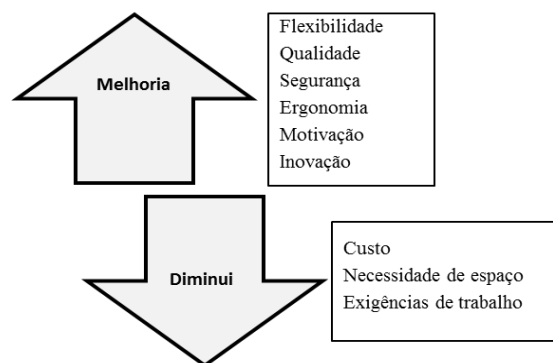 Melhoria
Flexibilidade
Qualidade
Segurança
Ergonomia
Motivação
Inovação
Diminui
Custo
Necessidade de espaço
Exigências de trabalho